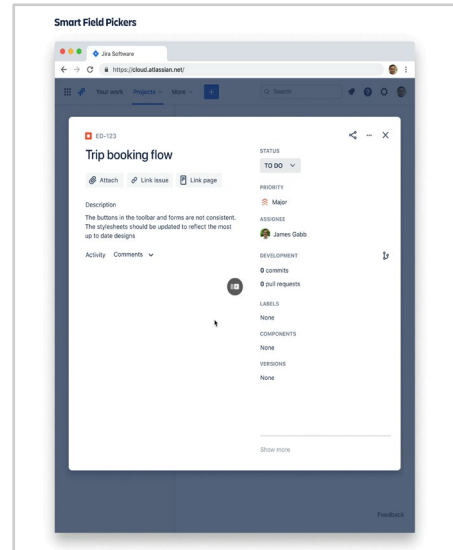 Smart Field Pickers
Jira Software
https://cloud.atlassian.net/
Your work
Projects
More
+
Search
ED-123
Trip booking flow
Attach
Link issue
Link page
Description
The buttons in the toolbar and forms are not consistent.
The stylesheets should be updated to reflect the most
up to date designs
Activity Comments
STATUS
TO DO
PRIORITY
Major
ASSIGNEE
James Gabb
DEVELOPMENT
0 commits
0 pull requests
LABELS
None
COMPONENTS
None
VERSIONS
None
Show more
Feedback